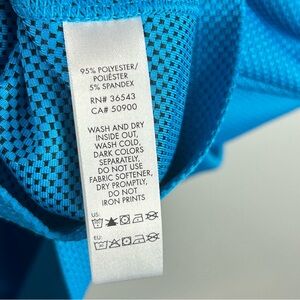 95% POLYESTER/
POLIÉSTER
5% SPANDEX
RN# 36543
CA# 50900
WASH AND DRY
INSIDE OUT,
WASH COLD,
DARK COLORS
SEPARATELY,
DO NOT USE
FABRIC SOFTENER,
DRY PROMPTLY,
DO NOT
IRON PRINTS
US:
EU: